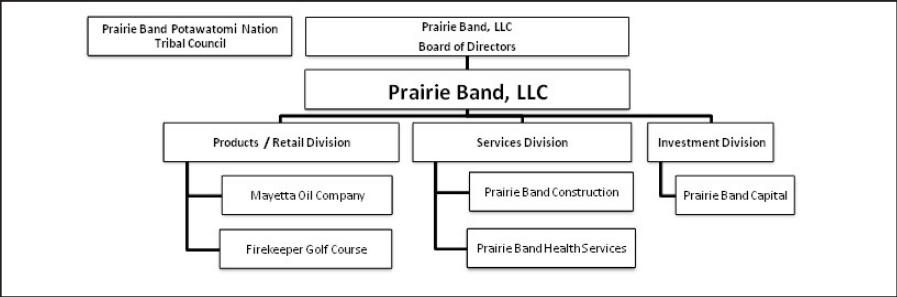 Prairie Band Potawatomi Nation
Tribal Council
Prairie Band, LLC
Board of Directors
Prairie Band, LLC
Products / Retail Division
Services Division
Investment Division
Mayetta Oil Company
Prairie Band Construction
Prairie Band Capital
Firekeeper Golf Course
Prairie Band Health Services